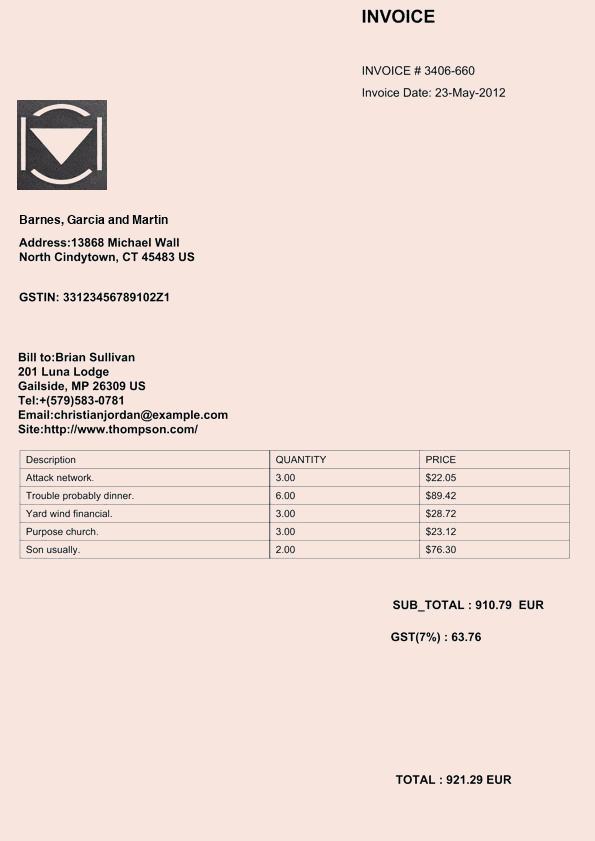 INVOICE
INVOICE # 3406-660
Invoice Date: 23-May-2012
Barnes, Garcia and Martin
Address:13868 Michael Wall
North Cindytown, CT 45483 US
GSTIN: 33123456789102Z1
Bill to:Brian Sullivan
201 Luna Lodge
Gailside, MP 26309 US
Tel:+(579)583-0781
Email:christianjordan@example.com
Site:http://www.thompson.com/
Description QUANTITY PRICE
Attack network. 3.00 $22.05
Trouble probably dinner. 6.00 $89.42
Yard wind financial. 3.00 $28.72
Purpose church. 3.00 $23.12
Son usually. 2.00 $76.30
SUB_TOTAL : 910.79 EUR
GST(7%) : 63.76
TOTAL : 921.29 EUR